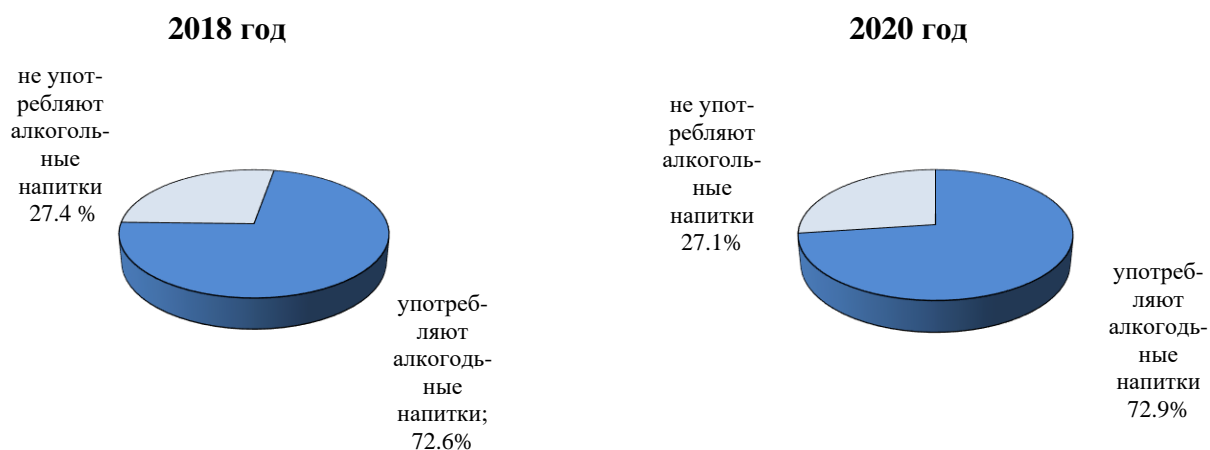 2018 год
не упот-
ребляют
алкоголь-
ные
напитки
27.4 %
употреб-
ляют
алкогодь-
ные
напитки;
72.6%
2020 год
не упот-
ребляют
алкоголь-
ные
напитки
27.1%
употреб-
ляют
алкогодь-
ные
напитки
72.9%